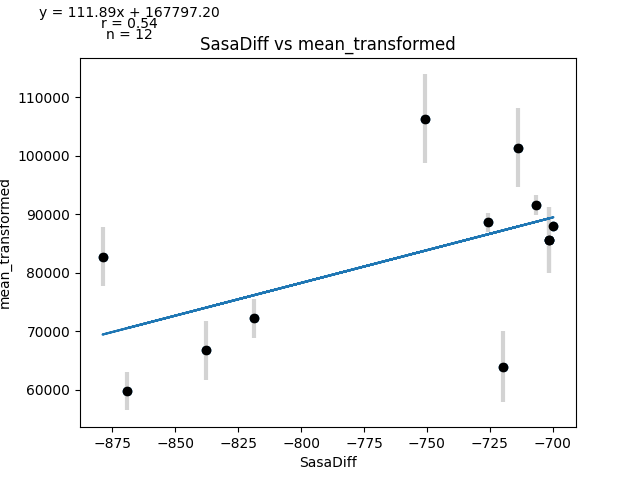 y = 111.89x + 167797.20
r = 0.54
n = 12
SasaDiff vs mean_transformed
110000
100000
90000
80000
70000
60000
mean_transformed
−875
−850
−825
−800
−775
−750
−725
−700
SasaDiff